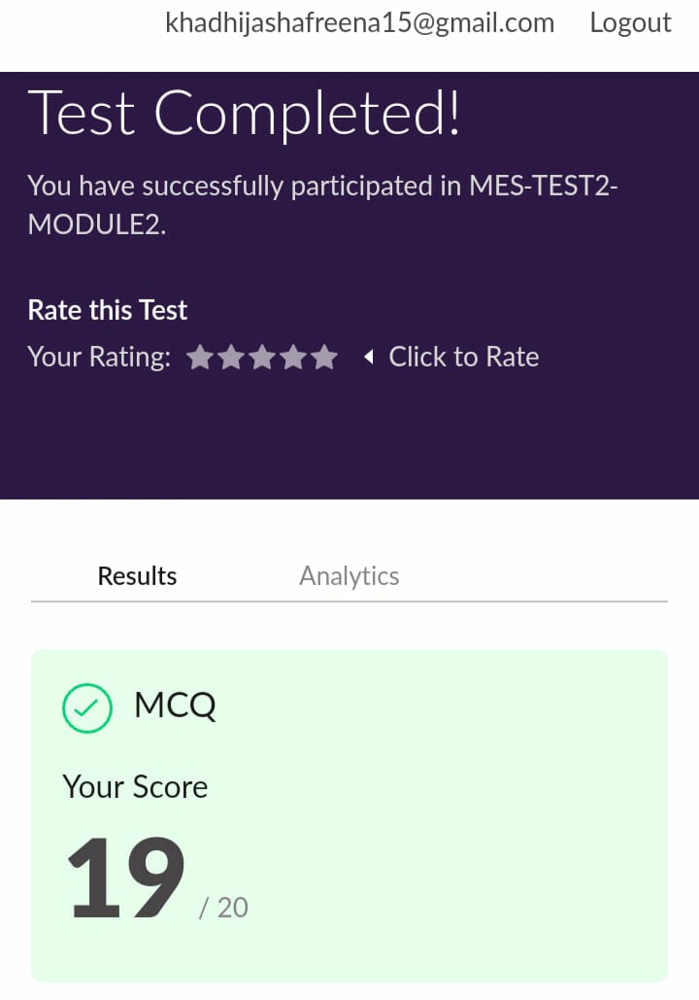 khadhijashafreena15@gmail.com Logout
Test Completed!
You have successfully participated in MES-TEST2-
MODULE2.
Rate this Test
Your Rating: Click to Rate
Results Analytics
MCQ
Your Score
19 / 20